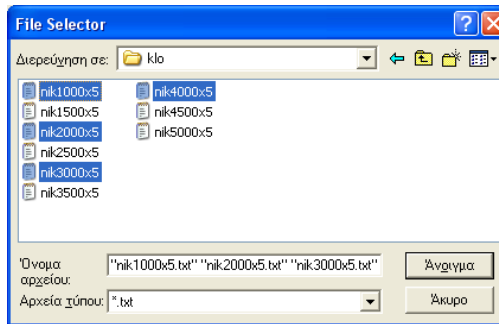 File Selector
Διερεύνηση σε: klo
nik1000x5 nik4000x5
nik1500x5 nik4500x5
nik2000x5 nik5000x5
nik2500x5
nik3000x5
nik3500x5
Όνομα αρχείου: "nik1000x5.txt" "nik2000x5.txt" "nik3000x5.txt" Άνοιγμα
Αρχεία τύπου: *.txt Άκυρο